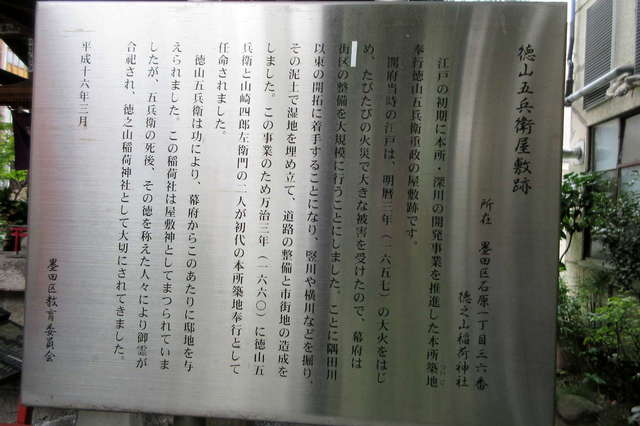 徳山五兵衛屋敷跡
所在 墨田区石原一丁目三六番
徳之山稲荷神社
江戸の初期に本所・深川の開発事業を推進した本所築地
奉行徳山五兵衛重政の屋敷跡です。
開府当時の江戸は、明暦三年(一六五七)の大火をはじ
め、たびたびの火災で大きな被害を受けたので、幕府は
街区の整備を大規模に行うことにしました。ことに隅田川
以東の開拓に着手することになり、竪川や横川などを掘り、
その泥土で湿地を埋め立て、道路の整備と市街地の造成を
しました。この事業のため万治三年(一六六〇)に徳山五
兵衛と山崎四郎左衛門の二人が初代の本所築地奉行として
任命されました。
徳山五兵衛は功により、幕府からこのあたりに邸地を与
えられました。この稲荷社は屋敷神としてまつられていま
したが、五兵衛の死後、その徳を称えた人々により御霊が
合祀され、徳之山稲荷神社として大切にされてきました。
平成十六年三月
墨田区教育委員会